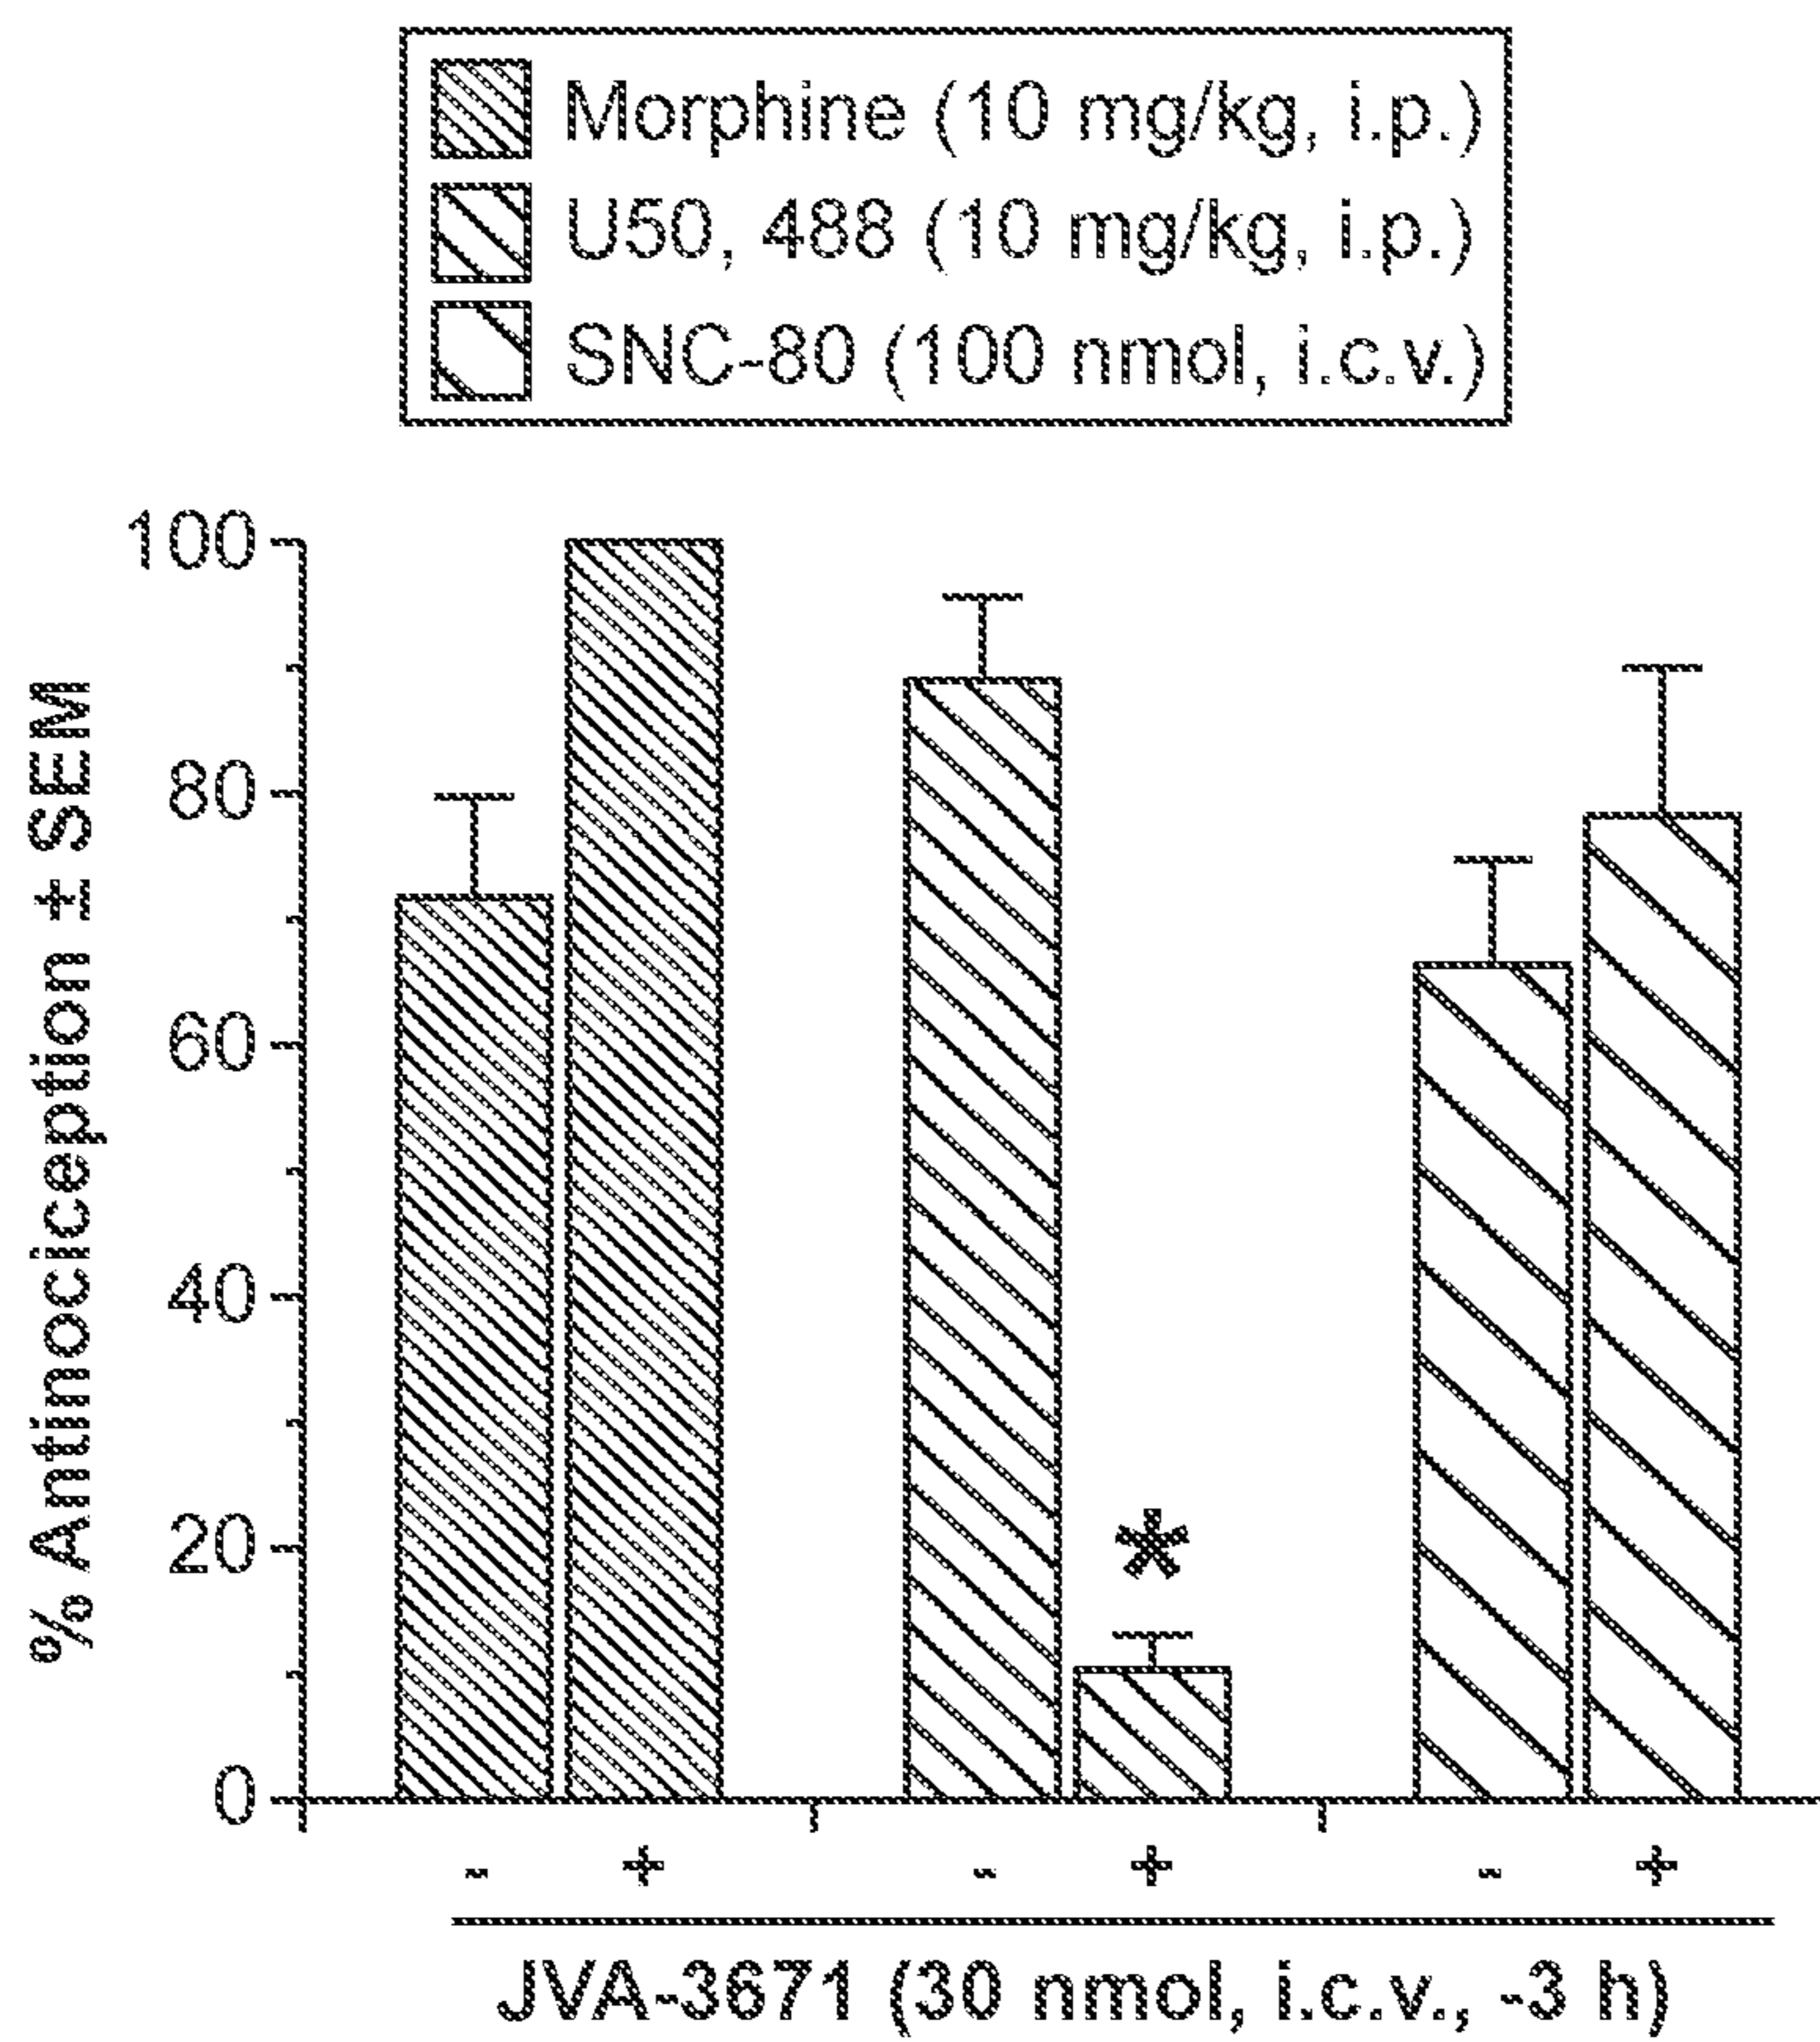 Morphine (10 mg/kg, i.p.)
U50, 488 (10 mg/kg, i.p.)
SNC-80 (100 nmol, i.c.v.)
% Antinociception ± SEM
100
80
60
40
20
0
*
- + - + - +
JVA-3671 (30 nmol, i.c.v., -3 h)